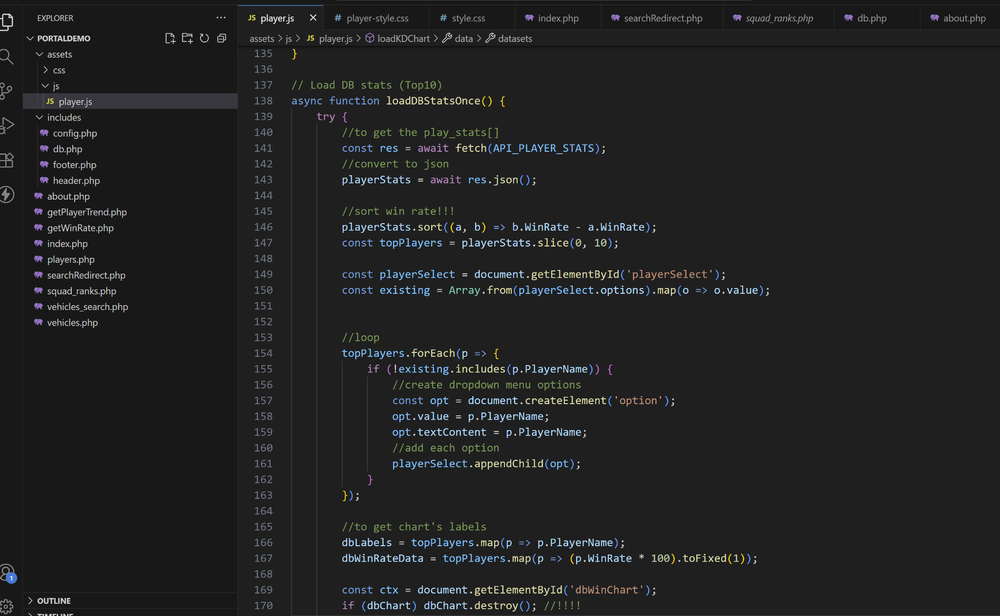 EXPLORER
PORTALDEMO
assets
css
js
JS player.js
includes
config.php
db.php
footer.php
header.php
about.php
getPlayerTrend.php
getWinRate.php
index.php
players.php
searchRedirect.php
squad_ranks.php
vehicles_search.php
vehicles.php
1
OUTLINE
TIMELINE
JS player.js # player-style.css # style.css index.php searchRedirect.php squad_ranks.php db.php about.php
assets > js > JS player.js > loadKDChart > data > datasets
135 }
136
137 // Load DB stats (Top10)
138 async function loadDBStatsOnce() {
139 try {
140 //to get the play_stats[]
141 const res = await fetch(API_PLAYER_STATS);
142 //convert to json
143 playerStats = await res.json();
144
145 //sort win rate!!!
146 playerStats.sort((a, b) => b.WinRate - a.WinRate);
147 const topPlayers = playerStats.slice(0, 10);
148
149 const playerSelect = document.getElementById('playerSelect');
150 const existing = Array.from(playerSelect.options).map(o => o.value);
151
152
153 //loop
154 topPlayers.forEach(p => {
155 if (!existing.includes(p.PlayerName)) {
156 //create dropdown menu options
157 const opt = document.createElement('option');
158 opt.value = p.PlayerName;
159 opt.textContent = p.PlayerName;
160 //add each option
161 playerSelect.appendChild(opt);
162 }
163 });
164
165 //to get chart's labels
166 dbLabels = topPlayers.map(p => p.PlayerName);
167 dbWinRateData = topPlayers.map(p => (p.WinRate * 100).toFixed(1));
168
169 const ctx = document.getElementById('dbWinChart');
170 if (dbChart) dbChart.destroy(); //!!!!